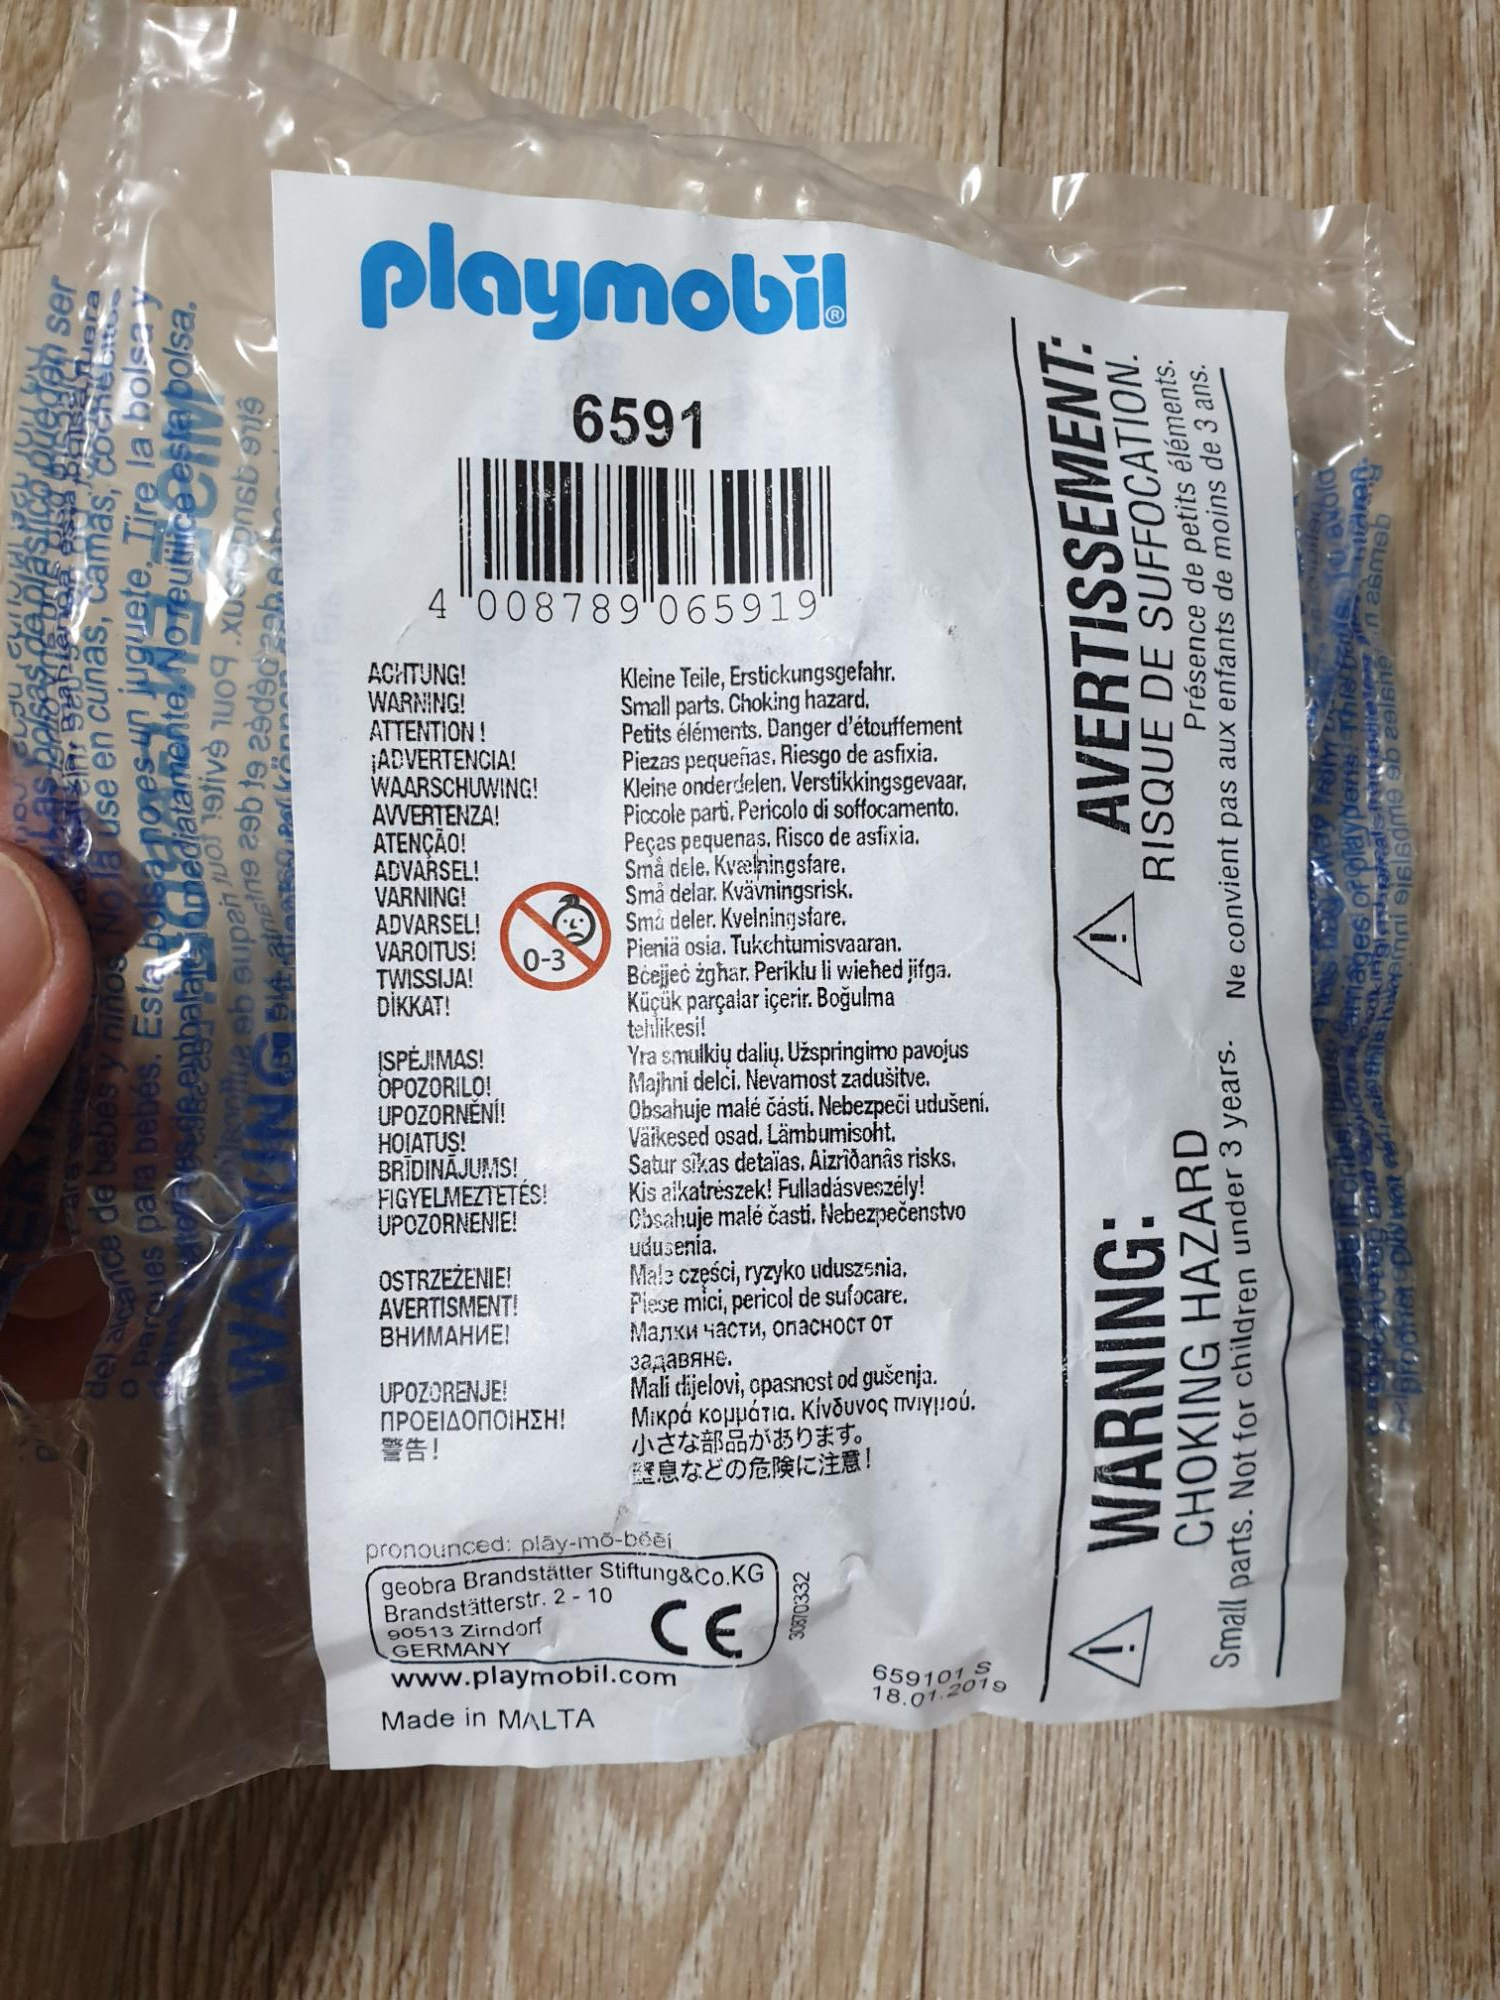 playmobil®
6591
4 008789 065919
ACHTUNG! Kleine Teile, Erstickungsgefahr.
WARNING! Small parts. Choking hazard.
ATTENTION ! Petits éléments. Danger d'étouffement
¡ADVERTENCIA! Piezas pequeñas. Riesgo de asfixia.
WAARSCHUWING! Kleine onderdelen. Verstikkingsgevaar.
AVVERTENZA! Piccole parti. Pericolo di soffocamento.
ATENÇÃO! Peças pequenas. Risco de asfixia.
ADVARSEL! Små dele. Kvælningsfare.
VARNING! Små delar. Kvävningsrisk.
ADVARSEL! Små deler. Kvelningsfare.
VAROITUS! Pieniä osia. Tukehtumisvaaran.
TWISSIJA! Bċejjeċ żgħar. Periklu li wieħed jifga.
DİKKAT! Küçük parçalar içerir. Boğulma
tehlikesi!
ĮSPĖJIMAS! Yra smulkių dalių. Užspringimo pavojus
OPOZORILO! Majhni delci. Nevarnost zadušitve.
UPOZORNĚNÍ! Obsahuje malé části. Nebezpečí udušení.
HOIATUS! Väikesed osad. Lämbumisoht.
BRĪDINĀJUMS! Satur sīkas detaļas. Aizrīšanās risks.
FIGYELMEZTETÉS! Kis alkatrészek! Fulladásveszély!
UPOZORNENIE! Obsahuje malé časti. Nebezpečenstvo
udusenia.
OSTRZEŻENIE! Małe części, ryzyko uduszenia.
AVERTISMENT! Piese mici, pericol de sufocare.
ВНИМАНИЕ! Малки части, опасност от
задавяне.
UPOZORENJE! Mali dijelovi, opasnost od gušenja.
ΠΡΟΕΙΔΟΠΟΙΗΣΗ! Μικρά κομμάτια. Κίνδυνος πνιγμού.
警告! 小さな部品があります。
窒息などの危険に注意!
0-3
pronounced: plāy-mō-bēēl
geobra Brandstätter Stiftung&Co.KG
Brandstätterstr. 2 - 10
90513 Zirndorf
GERMANY
CE
30870332
www.playmobil.com
Made in MALTA
659101 S
18.01.2019
AVERTISSEMENT:
RISQUE DE SUFFOCATION.
Présence de petits éléments.
Ne convient pas aux enfants de moins de 3 ans.
WARNING:
CHOKING HAZARD
Small parts. Not for children under 3 years.
WARNING